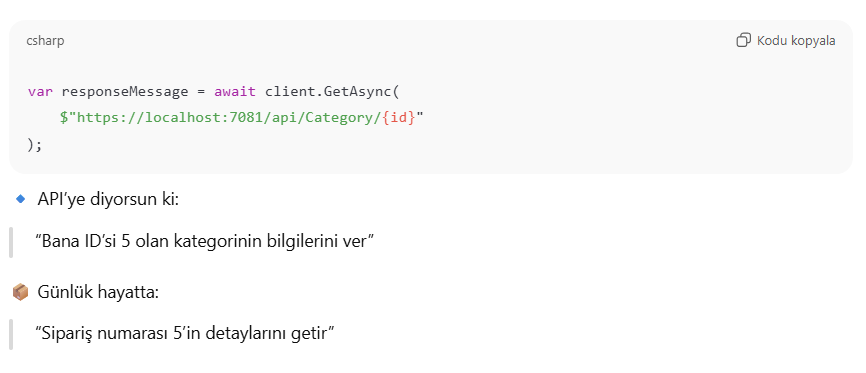 csharp
Kodu kopyala
var responseMessage = await client.GetAsync(
$"https://localhost:7081/api/Category/{id}"
);
🔹 API’ye diyorsun ki:
“Bana ID’si 5 olan kategorinin bilgilerini ver”
📦 Günlük hayatta:
“Sipariş numarası 5’in detaylarını getir”